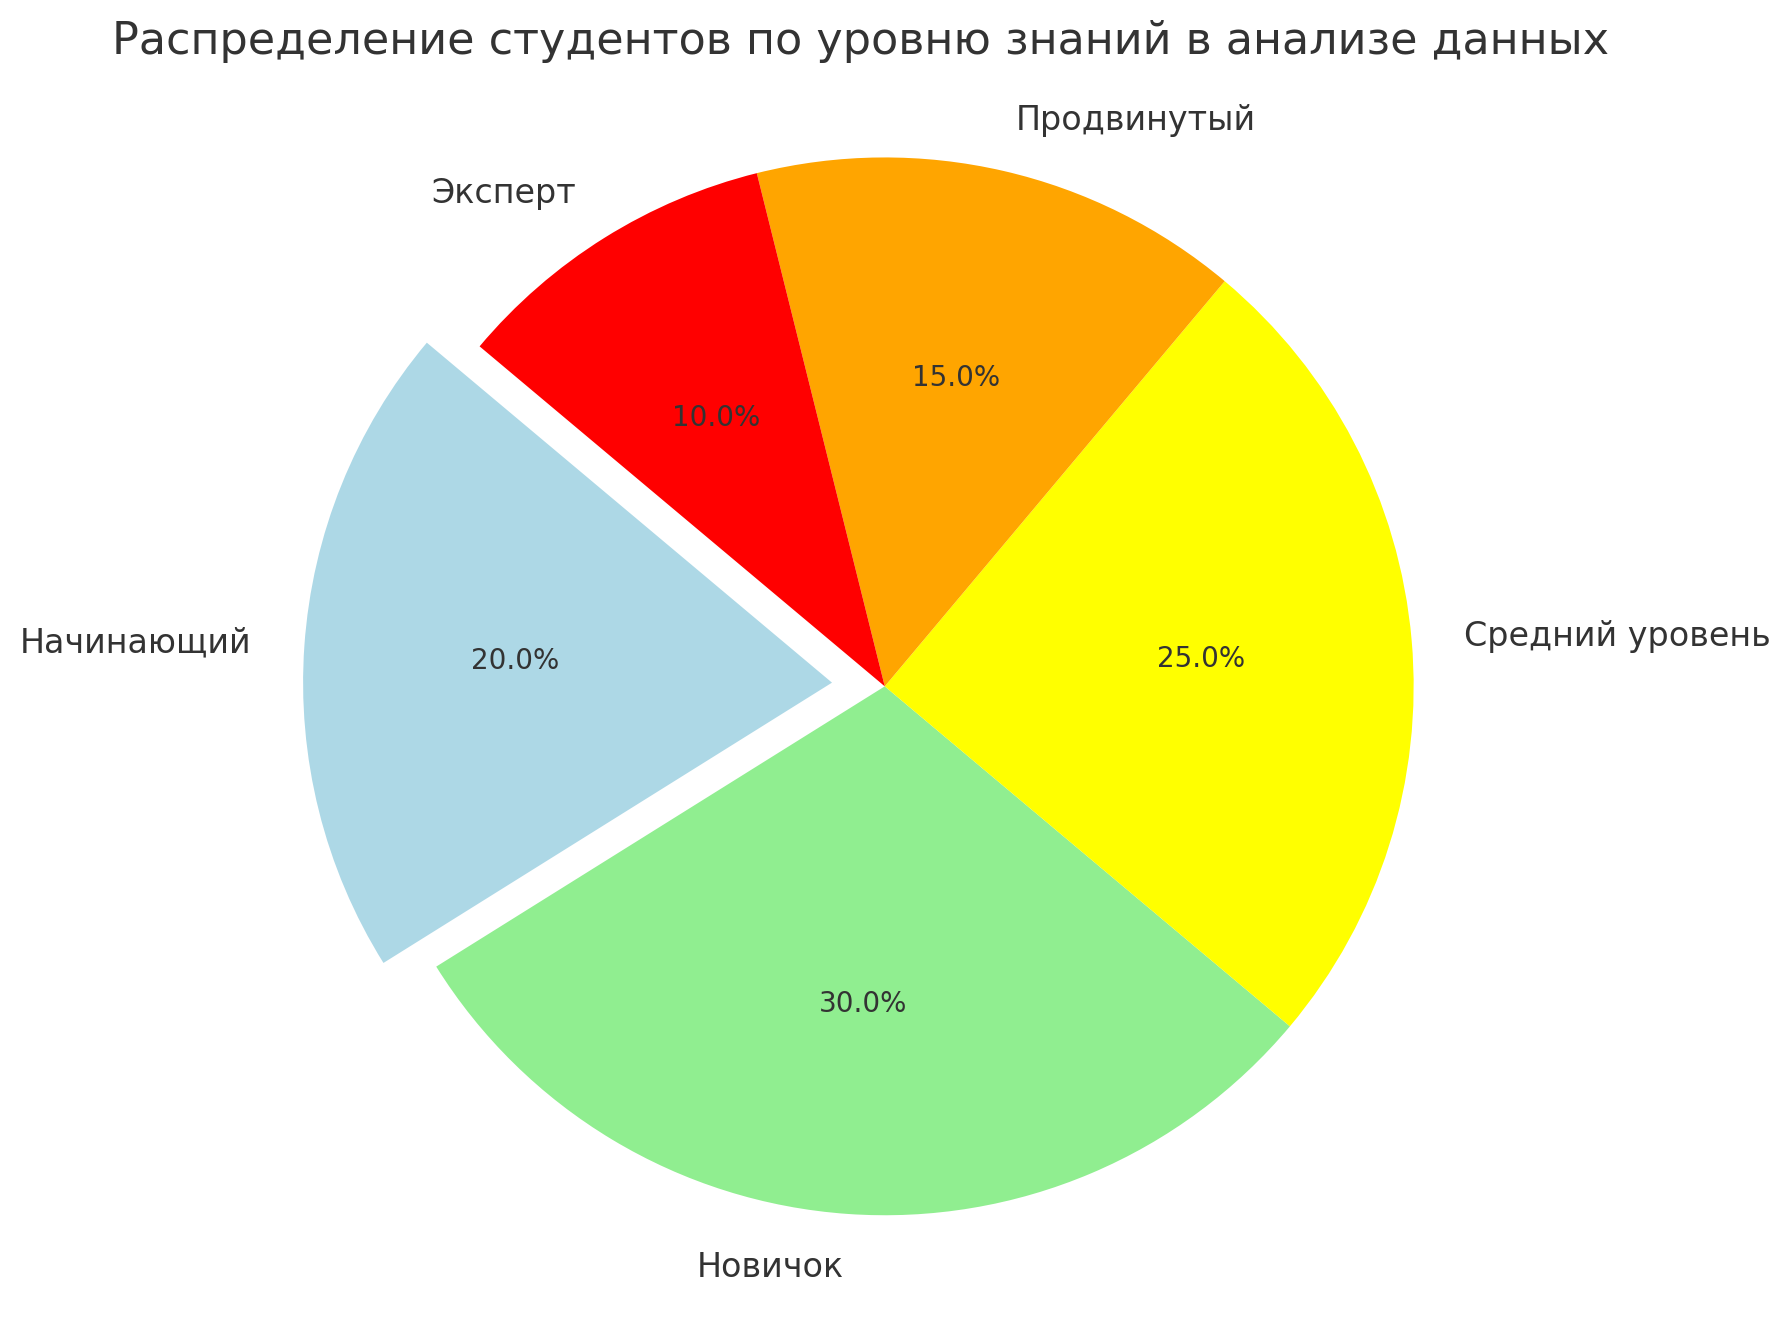 Распределение студентов по уровню знаний в анализе данных
Продвинутый
Эксперт
15.0%
10.0%
Средний уровень
Начинающий
25.0%
20.0%
30.0%
Новичок